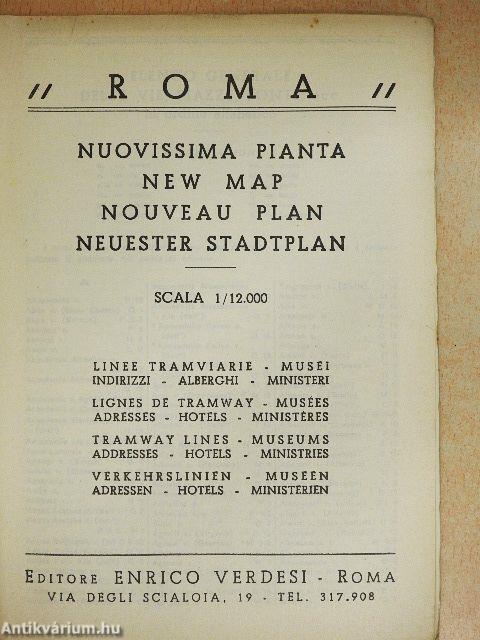 " ROMA "
NUOVISSIMA PIANTA
NEW MAP
NOUVEAU PLAN
NEUESTER STADTPLAN
SCALA 1/12.000
LINEE TRAMVIARIE - MUSEI
INDIRIZZI - ALBERGHI - MINISTERI
LIGNES DE TRAMWAY - MUSÉES
ADRESSES - HOTELS - MINISTÈRES
TRAMWAY LINES - MUSEUMS
ADDRESSES - HOTELS - MINISTRIES
VERKEHRSLINIEN - MUSEEN
ADRESSEN - HOTELS - MINISTERIEN
EDITORE ENRICO VERDESI - ROMA
VIA DEGLI SCIALOIA, 19 - TEL. 317.908
Antikvárium.hu